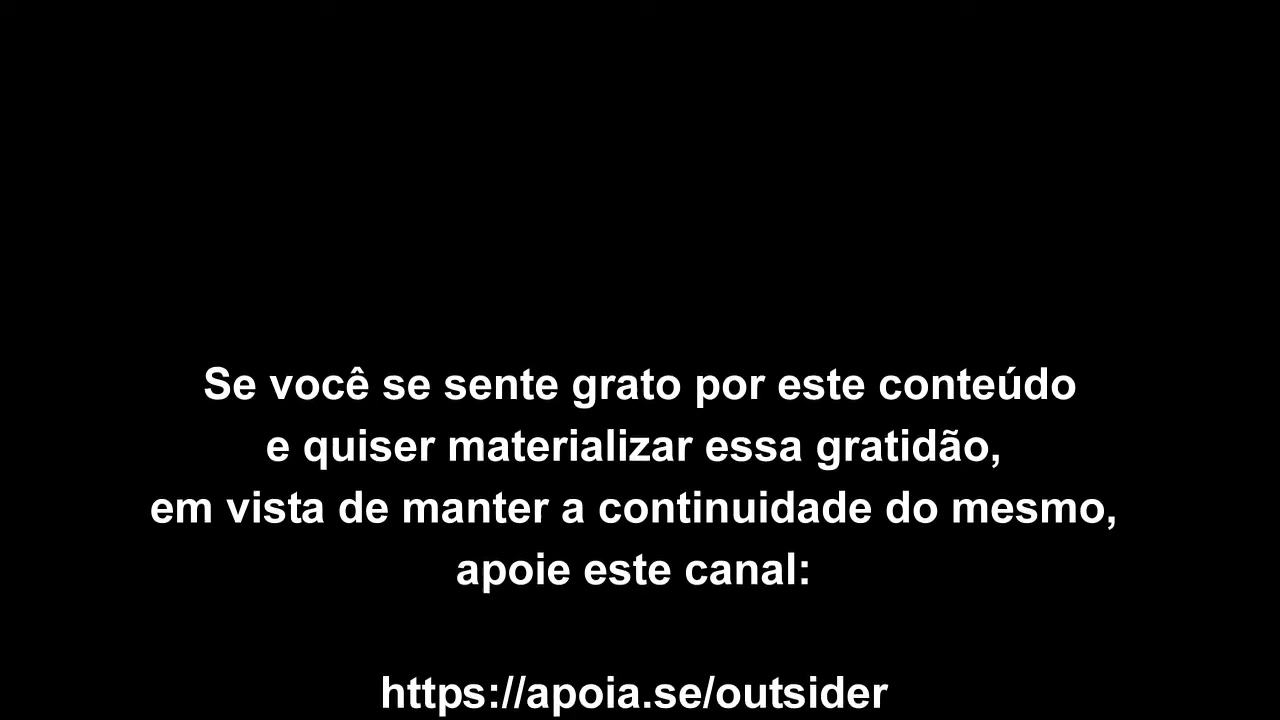 Se você se sente grato por este conteúdo
e quiser materializar essa gratidão,
em vista de manter a continuidade do mesmo,
apoie este canal:
https://apoia.se/outsider